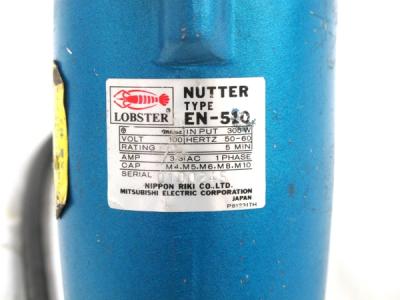 LOBSTER
NUTTER
TYPE
EN-510
INPUT 305W
VOLT 100 HERTZ 50-60
RATING 5 MIN
AMP 3.3 AC 1 PHASE
CAP M4.M5.M6.M8.M10
SERIAL
NIPPON RIKI CO.,LTD.
MITSUBISHI ELECTRIC CORPORATION
JAPAN